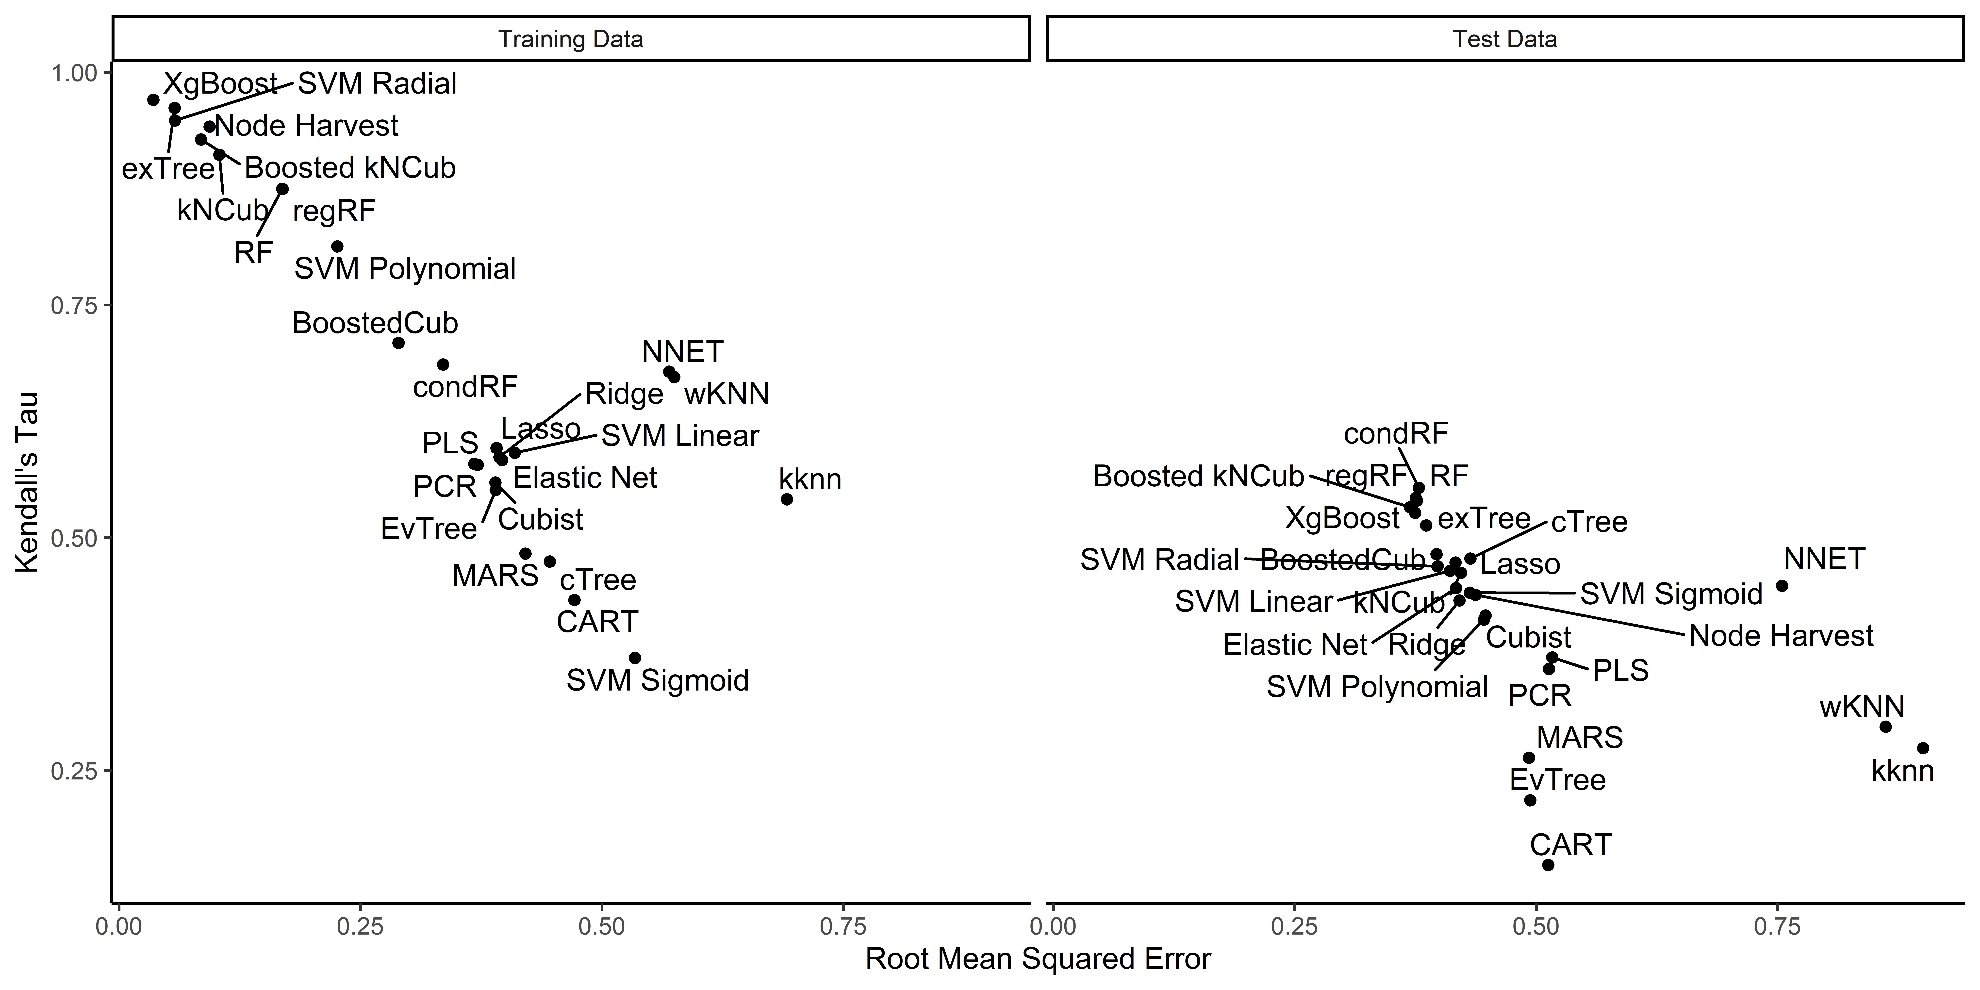 Training Data
Test Data
Kendall's Tau
1.00
0.75
0.50
0.25
XgBoost
SVM Radial
Node Harvest
exTree
Boosted kNCub
kNCub
regRF
RF
SVM Polynomial
BoostedCub
NNET
condRF
Ridge
wKNN
Lasso
PLS
SVM Linear
PCR
Elastic Net
kknn
EvTree
Cubist
MARS
cTree
CART
SVM Sigmoid
condRF
Boosted kNCub
regRF
RF
XgBoost
exTree
cTree
SVM Radial
BoostedCub
Lasso
NNET
SVM Linear
kNCub
SVM Sigmoid
Elastic Net
Ridge
Cubist
Node Harvest
SVM Polynomial
PLS
PCR
wKNN
MARS
kknn
EvTree
CART
0.00
0.25
0.50
0.75
0.00
0.25
0.50
0.75
Root Mean Squared Error